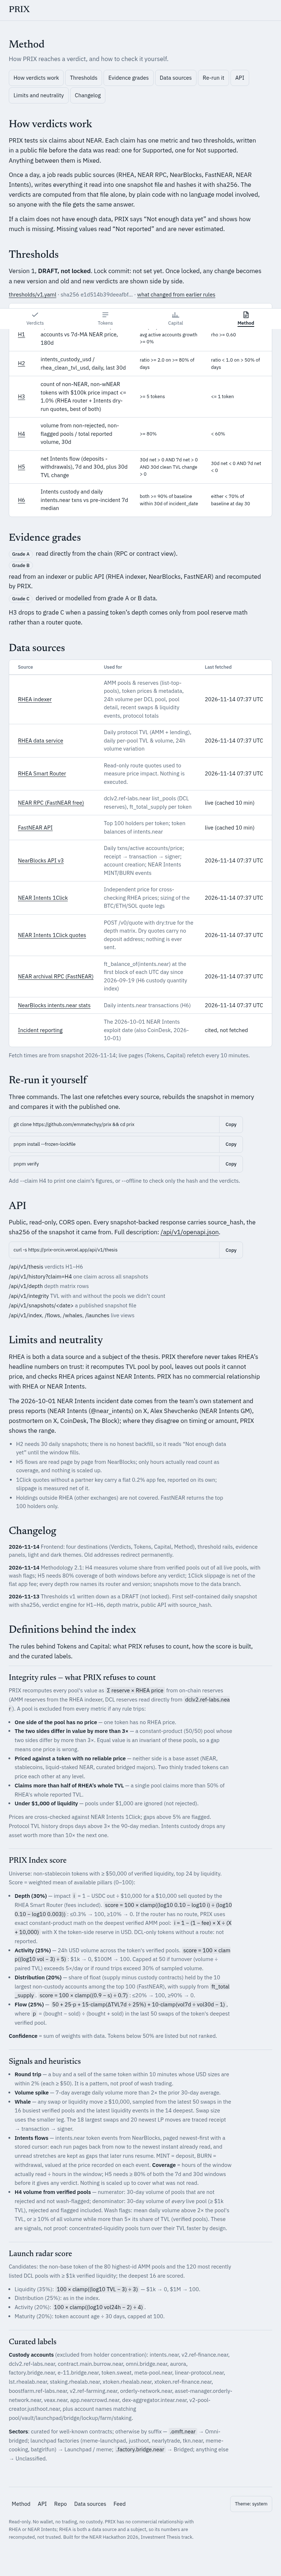 PRIX
Method
How PRIX reaches a verdict, and how to check it yourself.
How verdicts work
Thresholds
Evidence grades
Data sources
Re-run it
API
Limits and neutrality
Changelog
How verdicts work
PRIX tests six claims about NEAR. Each claim has one metric and two thresholds, written
in a public file before the data was read: one for Supported, one for Not supported.
Anything between them is Mixed.
Once a day, a job reads public sources (RHEA, NEAR RPC, NearBlocks, FastNEAR, NEAR
Intents), writes everything it read into one snapshot file and hashes it with sha256. The
verdicts are computed from that file alone, by plain code with no language model involved,
so anyone with the file gets the same answer.
If a claim does not have enough data, PRIX says “Not enough data yet” and shows how
much is missing. Missing values read “Not reported” and are never estimated.
Thresholds
Version 1, DRAFT, not locked. Lock commit: not set yet. Once locked, any change becomes
a new version and old and new verdicts are shown side by side.
thresholds/v1.yaml · sha256 e1d514b39deeafbf… · what changed from earlier rules
Verdicts
Tokens
Capital
Method
H1
accounts vs 7d-MA NEAR price,
180d
avg active accounts growth
>= 0%
rho >= 0.60
H2
intents_custody_usd /
rhea_clean_tvl_usd, daily, last 30d
ratio >= 2.0 on >= 80% of
days
ratio < 1.0 on > 50% of
days
H3
count of non-NEAR, non-wNEAR
tokens with $100k price impact <=
1.0% (RHEA router + Intents dry-
run quotes, best of both)
>= 5 tokens
<= 1 token
H4
volume from non-rejected, non-
flagged pools / total reported
volume, 30d
>= 80%
< 60%
H5
net Intents flow (deposits -
withdrawals), 7d and 30d, plus 30d
TVL change
30d net > 0 AND 7d net > 0
AND 30d clean TVL change
> 0
30d net < 0 AND 7d net
< 0
H6
Intents custody and daily
intents.near txns vs pre-incident 7d
median
both >= 90% of baseline
within 30d of incident_date
either < 70% of
baseline at day 30
Evidence grades
Grade A read directly from the chain (RPC or contract view).
Grade B
read from an indexer or public API (RHEA indexer, NearBlocks, FastNEAR) and recomputed
by PRIX.
Grade C derived or modelled from grade A or B data.
H3 drops to grade C when a passing token’s depth comes only from pool reserve math
rather than a router quote.
Data sources
Source
Used for
Last fetched
RHEA indexer
AMM pools & reserves (list-top-
pools), token prices & metadata,
24h volume per DCL pool, pool
detail, recent swaps & liquidity
events, protocol totals
2026-11-14 07:37 UTC
RHEA data service
Daily protocol TVL (AMM + lending),
daily per-pool TVL & volume, 24h
volume variation
2026-11-14 07:37 UTC
RHEA Smart Router
Read-only route quotes used to
measure price impact. Nothing is
executed.
2026-11-14 07:37 UTC
NEAR RPC (FastNEAR free)
dclv2.ref-labs.near list_pools (DCL
reserves), ft_total_supply per token
live (cached 10 min)
FastNEAR API
Top 100 holders per token; token
balances of intents.near
live (cached 10 min)
NearBlocks API v3
Daily txns/active accounts/price;
receipt → transaction → signer;
account creation; NEAR Intents
MINT/BURN events
2026-11-14 07:37 UTC
NEAR Intents 1Click
Independent price for cross-
checking RHEA prices; sizing of the
BTC/ETH/SOL quote legs
2026-11-14 07:37 UTC
NEAR Intents 1Click quotes
POST /v0/quote with dry:true for the
depth matrix. Dry quotes carry no
deposit address; nothing is ever
sent.
2026-11-14 07:37 UTC
NEAR archival RPC (FastNEAR)
ft_balance_of(intents.near) at the
first block of each UTC day since
2026-09-19 (H6 custody quantity
index)
2026-11-14 07:37 UTC
NearBlocks intents.near stats
Daily intents.near transactions (H6)
2026-11-14 07:37 UTC
Incident reporting
The 2026-10-01 NEAR Intents
exploit date (also CoinDesk, 2026-
10-01)
cited, not fetched
Fetch times are from snapshot 2026-11-14; live pages (Tokens, Capital) refetch every 10 minutes.
Re-run it yourself
Three commands. The last one refetches every source, rebuilds the snapshot in memory
and compares it with the published one.
git clone https://github.com/emmatechyy/prix && cd prix
Copy
pnpm install --frozen-lockfile
Copy
pnpm verify
Copy
Add --claim H4 to print one claim’s figures, or --offline to check only the hash and the verdicts.
API
Public, read-only, CORS open. Every snapshot-backed response carries source_hash, the
sha256 of the snapshot it came from. Full description: /api/v1/openapi.json.
curl -s https://prix-orcin.vercel.app/api/v1/thesis
Copy
/api/v1/thesis verdicts H1–H6
/api/v1/history?claim=H4 one claim across all snapshots
/api/v1/depth depth matrix rows
/api/v1/integrity TVL with and without the pools we didn’t count
/api/v1/snapshots/<date> a published snapshot file
/api/v1/index, /flows, /whales, /launches live views
Limits and neutrality
RHEA is both a data source and a subject of the thesis. PRIX therefore never takes RHEA’s
headline numbers on trust: it recomputes TVL pool by pool, leaves out pools it cannot
price, and checks RHEA prices against NEAR Intents. PRIX has no commercial relationship
with RHEA or NEAR Intents.
The 2026-10-01 NEAR Intents incident date comes from the team’s own statement and
press reports (NEAR Intents (@near_intents) on X, Alex Shevchenko (NEAR Intents GM),
postmortem on X, CoinDesk, The Block); where they disagree on timing or amount, PRIX
shows the range.
• H2 needs 30 daily snapshots; there is no honest backfill, so it reads “Not enough data
yet” until the window fills.
• H5 flows are read page by page from NearBlocks; only hours actually read count as
coverage, and nothing is scaled up.
• 1Click quotes without a partner key carry a flat 0.2% app fee, reported on its own;
slippage is measured net of it.
• Holdings outside RHEA (other exchanges) are not covered. FastNEAR returns the top
100 holders only.
Changelog
2026-11-14 Frontend: four destinations (Verdicts, Tokens, Capital, Method), threshold rails, evidence
panels, light and dark themes. Old addresses redirect permanently.
2026-11-14 Methodology 2.1: H4 measures volume share from verified pools out of all live pools, with
wash flags; H5 needs 80% coverage of both windows before any verdict; 1Click slippage is net of the
flat app fee; every depth row names its router and version; snapshots move to the data branch.
2026-11-13 Thresholds v1 written down as a DRAFT (not locked). First self-contained daily snapshot
with sha256, verdict engine for H1–H6, depth matrix, public API with source_hash.
Definitions behind the index
The rules behind Tokens and Capital: what PRIX refuses to count, how the score is built,
and the curated labels.
Integrity rules — what PRIX refuses to count
PRIX recomputes every pool’s value as Σ reserve × RHEA price from on-chain reserves
(AMM reserves from the RHEA indexer, DCL reserves read directly from dclv2.ref-labs.nea
r). A pool is excluded from every metric if any rule trips:
• One side of the pool has no price — one token has no RHEA price.
• The two sides differ in value by more than 3× — a constant-product (50/50) pool whose
two sides differ by more than 3×. Equal value is an invariant of these pools, so a gap
means one price is wrong.
• Priced against a token with no reliable price — neither side is a base asset (NEAR,
stablecoins, liquid-staked NEAR, curated bridged majors). Two thinly traded tokens can
price each other at any level.
• Claims more than half of RHEA’s whole TVL — a single pool claims more than 50% of
RHEA’s whole reported TVL.
• Under $1,000 of liquidity — pools under $1,000 are ignored (not rejected).
Prices are cross-checked against NEAR Intents 1Click; gaps above 5% are flagged.
Protocol TVL history drops days above 3× the 90-day median. Intents custody drops any
asset worth more than 10× the next one.
PRIX Index score
Universe: non-stablecoin tokens with ≥ $50,000 of verified liquidity, top 24 by liquidity.
Score = weighted mean of available pillars (0–100):
• Depth (30%) — impact i = 1 − USDC out ÷ $10,000 for a $10,000 sell quoted by the
RHEA Smart Router (fees included). score = 100 × clamp((log10 0.10 − log10 i) ÷ (log10
0.10 − log10 0.003)) : ≤0.3% → 100, ≥10% → 0. If the router has no route, PRIX uses
exact constant-product math on the deepest verified AMM pool: i = 1 − (1 − fee) × X ÷ (X
+ 10,000) with X the token-side reserve in USD. DCL-only tokens without a router: not
reported.
• Activity (25%) — 24h USD volume across the token’s verified pools. score = 100 × clam
p((log10 vol − 3) ÷ 5) : $1k → 0, $100M → 100. Capped at 50 if turnover (volume ÷
paired TVL) exceeds 5×/day or if round trips exceed 30% of sampled volume.
• Distribution (20%) — share of float (supply minus custody contracts) held by the 10
largest non-custody accounts among the top 100 (FastNEAR), with supply from ft_total
_supply . score = 100 × clamp((0.9 − s) ÷ 0.7) : ≤20% → 100, ≥90% → 0.
• Flow (25%) — 50 + 25·p + 15·clamp(ΔTVL7d ÷ 25%) + 10·clamp(vol7d ÷ vol30d − 1) ,
where p = (bought − sold) ÷ (bought + sold) in the last 50 swaps of the token’s deepest
verified pool.
Confidence = sum of weights with data. Tokens below 50% are listed but not ranked.
Signals and heuristics
• Round trip — a buy and a sell of the same token within 10 minutes whose USD sizes are
within 2% (each ≥ $50). It is a pattern, not proof of wash trading.
• Volume spike — 7-day average daily volume more than 2× the prior 30-day average.
• Whale — any swap or liquidity move ≥ $10,000, sampled from the latest 50 swaps in the
16 busiest verified pools and the latest liquidity events in the 14 deepest. Swap size
uses the smaller leg. The 18 largest swaps and 20 newest LP moves are traced receipt
→ transaction → signer.
• Intents flows — intents.near token events from NearBlocks, paged newest-first with a
stored cursor: each run pages back from now to the newest instant already read, and
unread stretches are kept as gaps that later runs resume. MINT = deposit, BURN =
withdrawal, valued at the price recorded on each event. Coverage = hours of the window
actually read ÷ hours in the window; H5 needs ≥ 80% of both the 7d and 30d windows
before it gives any verdict. Nothing is scaled up to cover what was not read.
• H4 volume from verified pools — numerator: 30-day volume of pools that are not
rejected and not wash-flagged; denominator: 30-day volume of every live pool (≥ $1k
TVL), rejected and flagged included. Wash flags: mean daily volume above 2× the pool’s
TVL, or ≥ 10% of all volume while more than 5× its share of TVL (verified pools). These
are signals, not proof: concentrated-liquidity pools turn over their TVL faster by design.
Launch radar score
Candidates: the non-base token of the 80 highest-id AMM pools and the 120 most recently
listed DCL pools with ≥ $1k verified liquidity; the deepest 16 are scored.
• Liquidity (35%): 100 × clamp((log10 TVL − 3) ÷ 3) — $1k → 0, $1M → 100.
• Distribution (25%): as in the index.
• Activity (20%): 100 × clamp((log10 vol24h − 2) ÷ 4) .
• Maturity (20%): token account age ÷ 30 days, capped at 100.
Curated labels
Custody accounts (excluded from holder concentration): intents.near, v2.ref-finance.near,
dclv2.ref-labs.near, contract.main.burrow.near, omni.bridge.near, aurora,
factory.bridge.near, e-11.bridge.near, token.sweat, meta-pool.near, linear-protocol.near,
lst.rhealab.near, staking.rhealab.near, xtoken.rhealab.near, xtoken.ref-finance.near,
boostfarm.ref-labs.near, v2.ref-farming.near, orderly-network.near, asset-manager.orderly-
network.near, veax.near, app.nearcrowd.near, dex-aggregator.intear.near, v2-pool-
creator.justhood.near, plus account names matching
pool/vault/launchpad/bridge/lockup/farm/staking.
Sectors: curated for well-known contracts; otherwise by suffix — .omft.near → Omni-
bridged; launchpad factories (meme-launchpad, justhood, nearlytrade, tkn.near, meme-
cooking, betgirlfun) → Launchpad / meme; .factory.bridge.near → Bridged; anything else
→ Unclassified.
Method
API
Repo
Data sources
Feed
Theme: system
Read-only. No wallet, no trading, no custody. PRIX has no commercial relationship with
RHEA or NEAR Intents; RHEA is both a data source and a subject, so its numbers are
recomputed, not trusted. Built for the NEAR Hackathon 2026, Investment Thesis track.